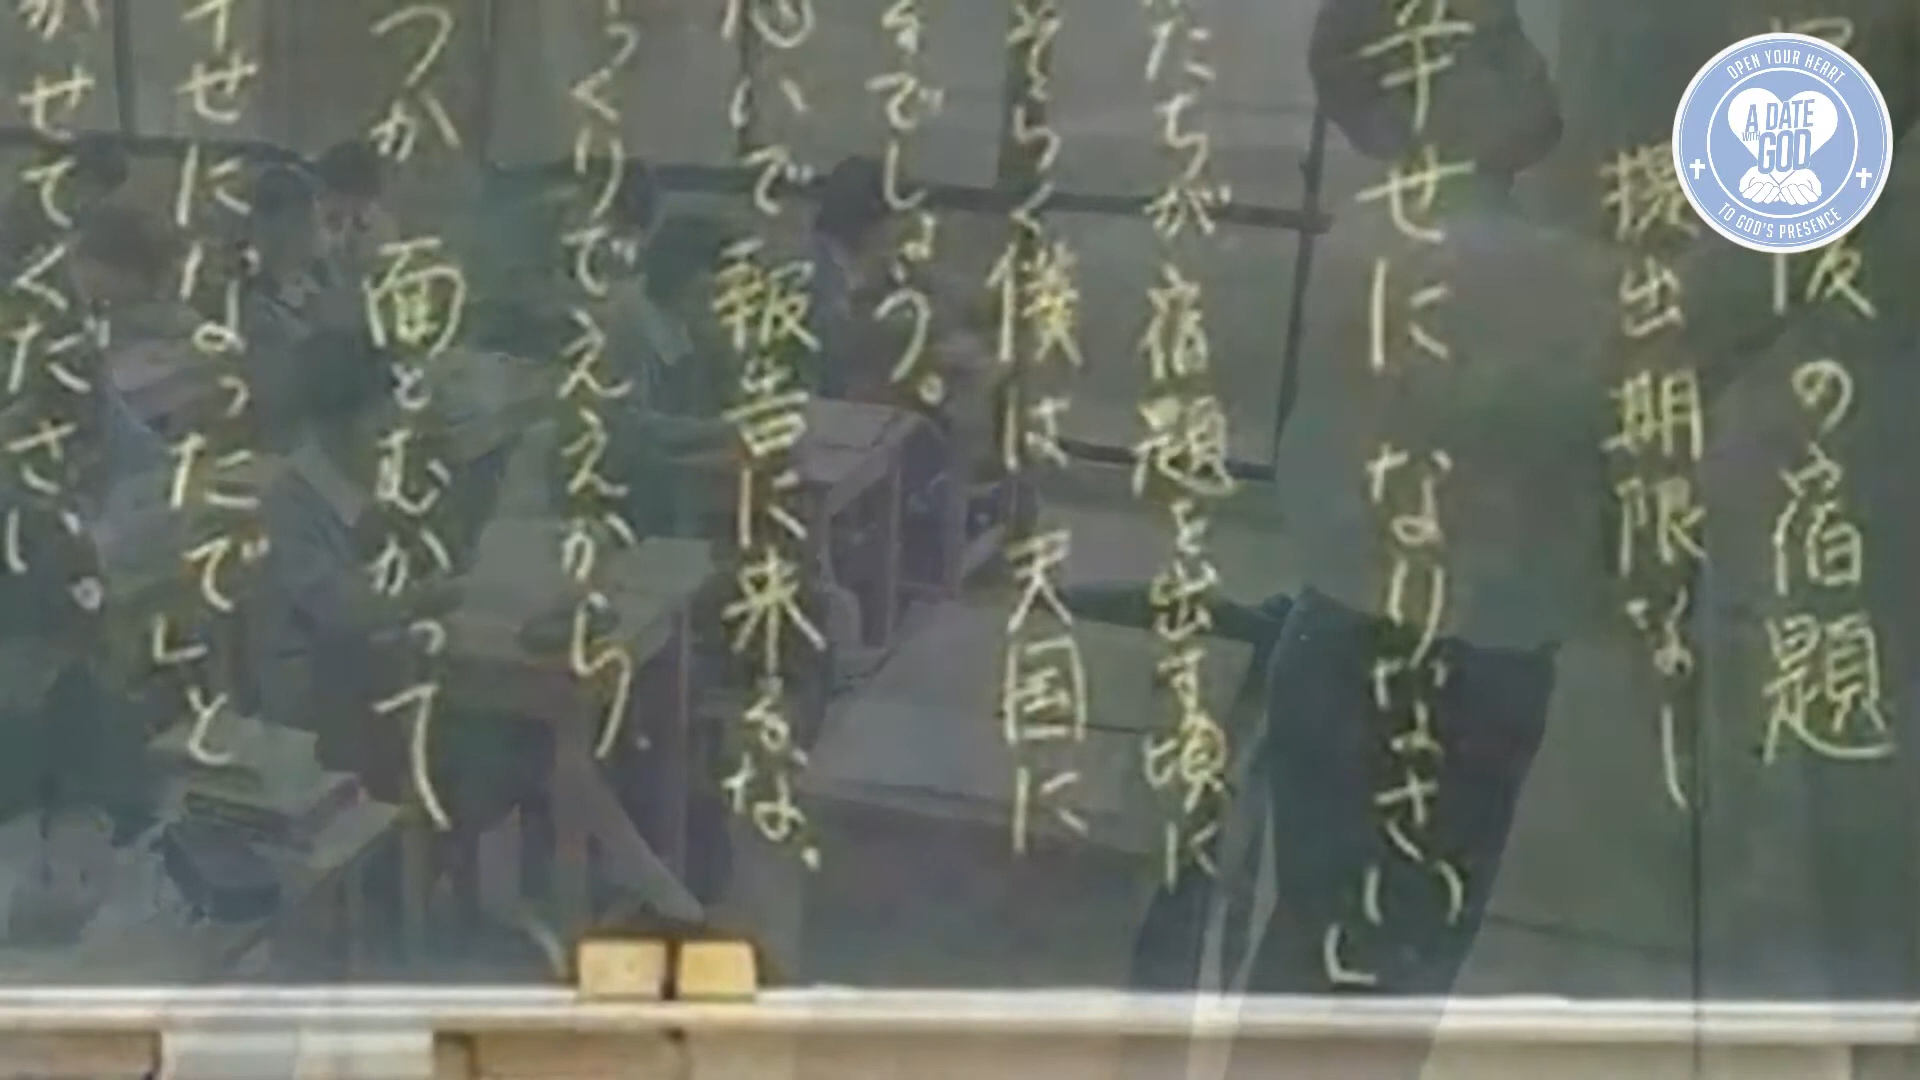 の宿題
提出期限なし
幸せに なりなさい」
たちが 宿題を出す頃に
そらく僕は 天国に
でしょう。
いで 報告に来るな、
っくりでええから
つか 面とむかって
せになったで」と
せてください。
OPEN YOUR HEART
A DATE
WITH
GOD
TO GOD'S PRESENCE